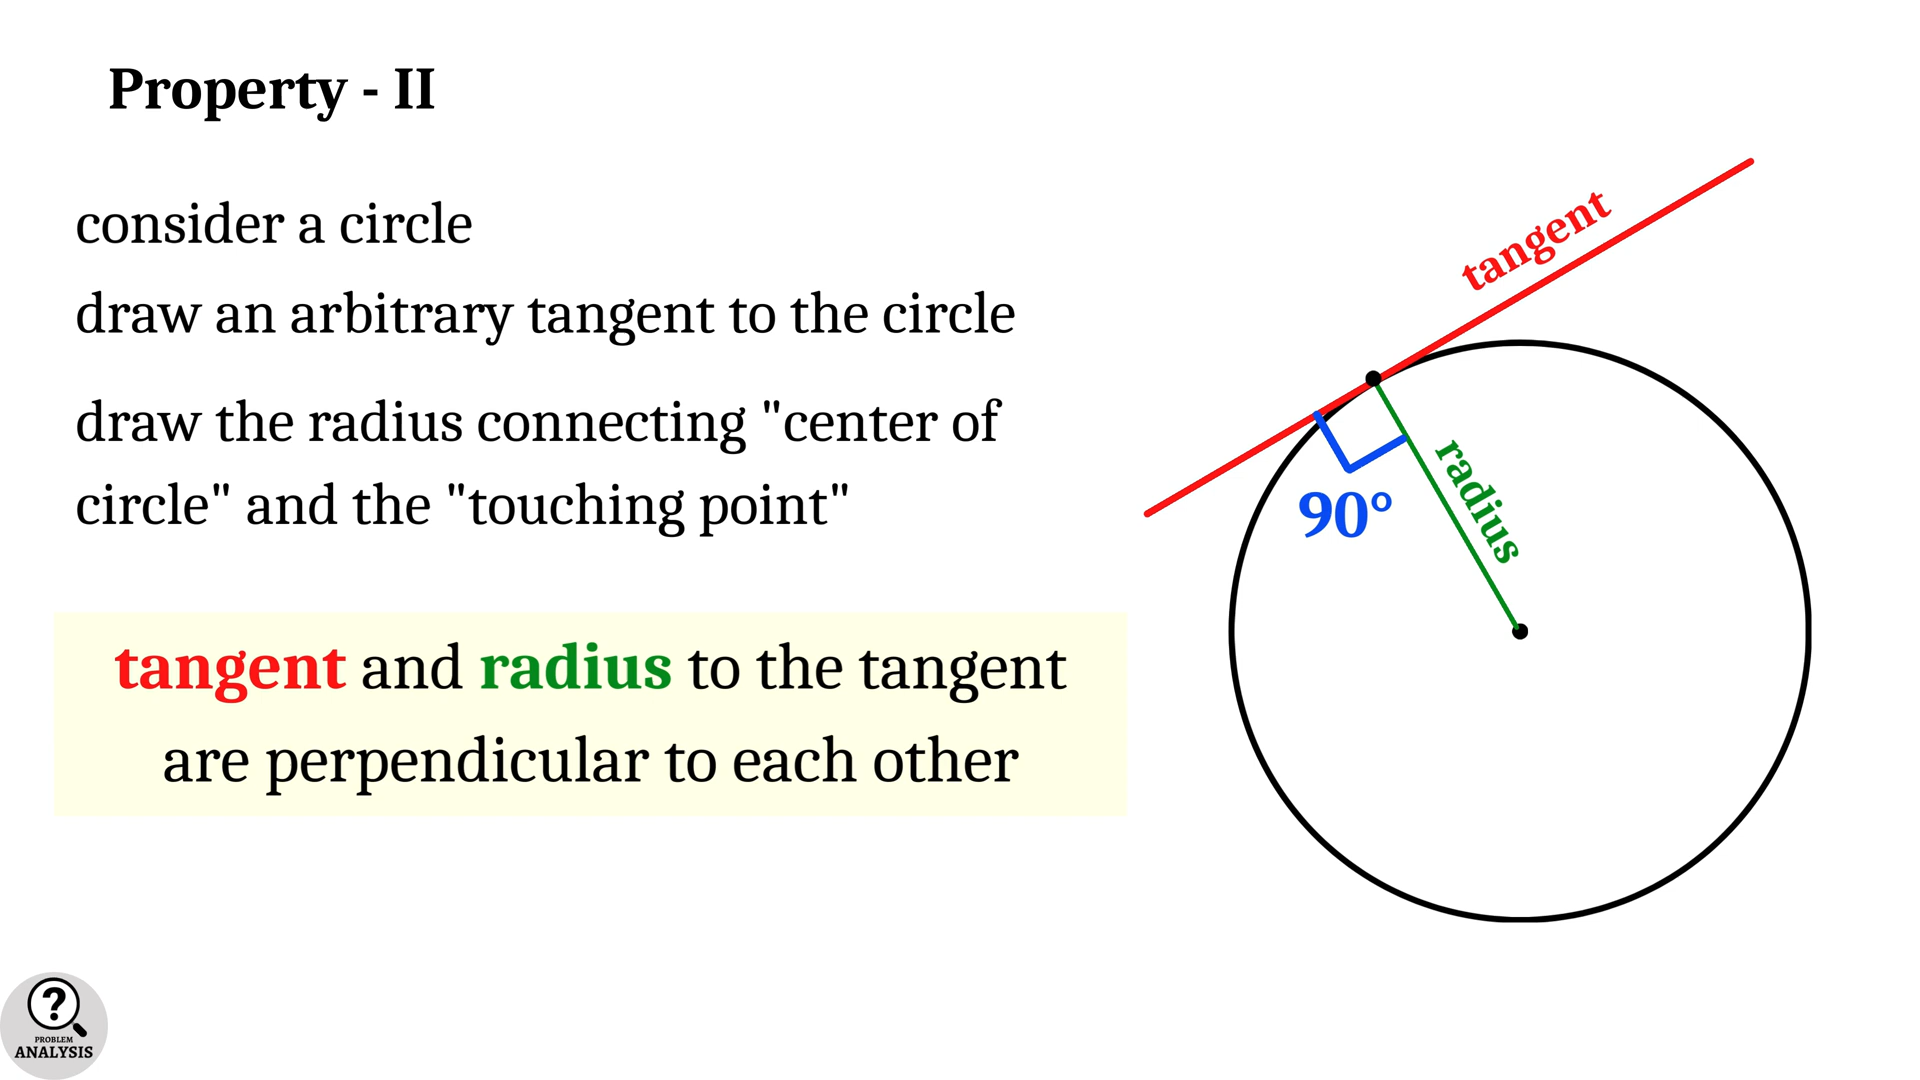 Property - II
consider a circle
draw an arbitrary tangent to the circle
draw the radius connecting "center of
circle" and the "touching point"
tangent and radius to the tangent
are perpendicular to each other
tangent
radius
90°
?
PROBLEM
ANALYSIS